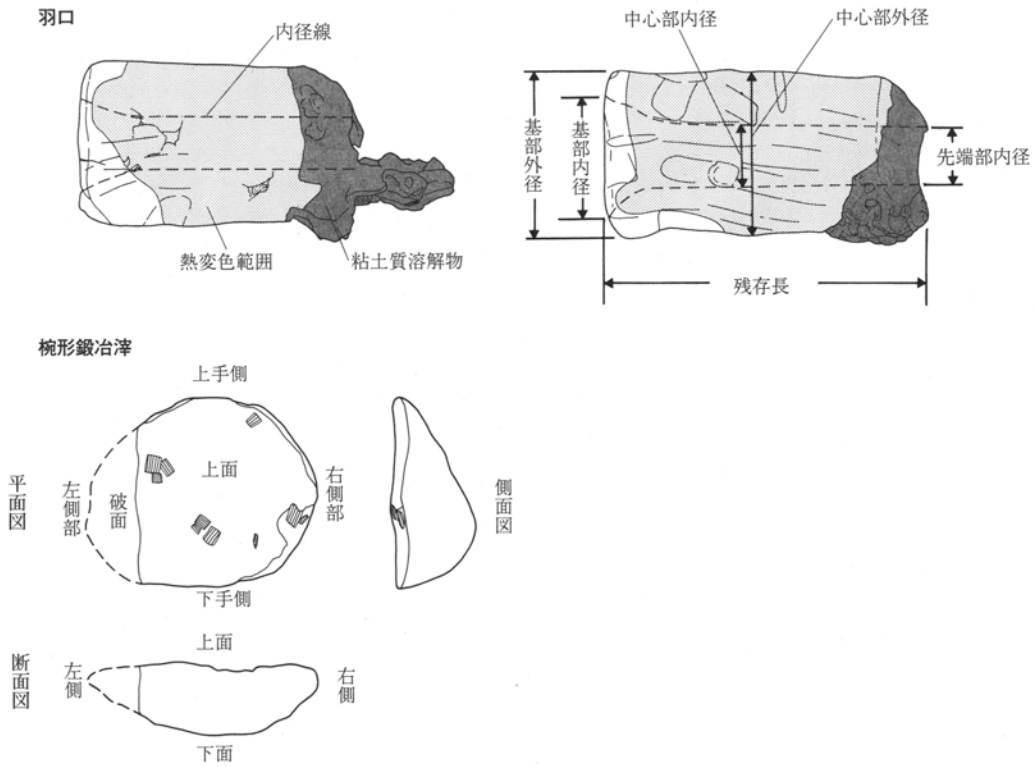 羽口
内径線
熱変色範囲
粘土質溶解物
中心部内径
中心部外径
基部外径
基部内径
先端部内径
残存長
椀形鍛冶滓
平面図
上手側
左側部
破面
上面
右側部
下手側
側面図
断面図
上面
左側
右側
下面